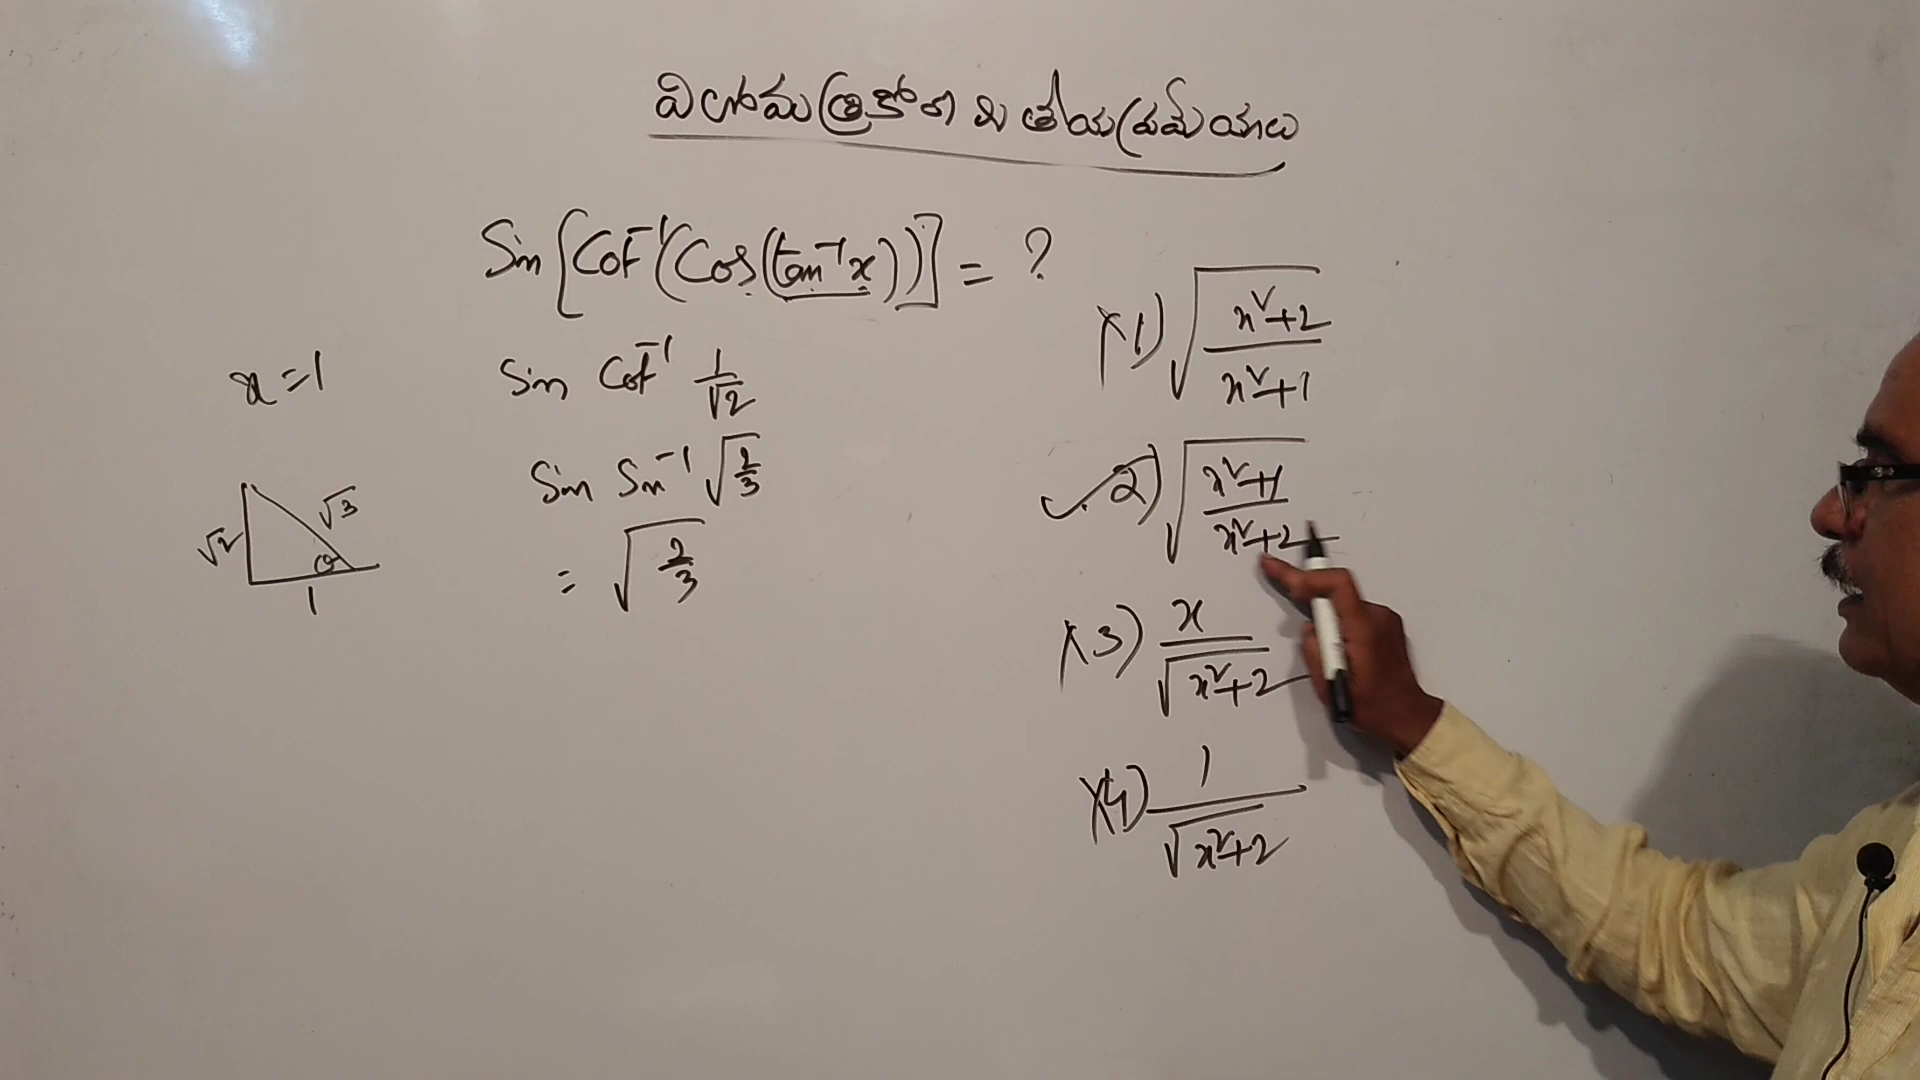 విలోమ త్రికోణమితీయ ప్రమేయాలు
Sin[Cot⁻¹(Cos(tan⁻¹x))] = ?
x=1
Sin Cot⁻¹ 1/√2
Sin Sin⁻¹ √(2/3)
= √(2/3)
√2
√3
θ
1
1) √((x²+2)/(x²+1))
2) √((x²+1)/(x²+2))
3) x/√(x²+2)
4) 1/√(x²+2)